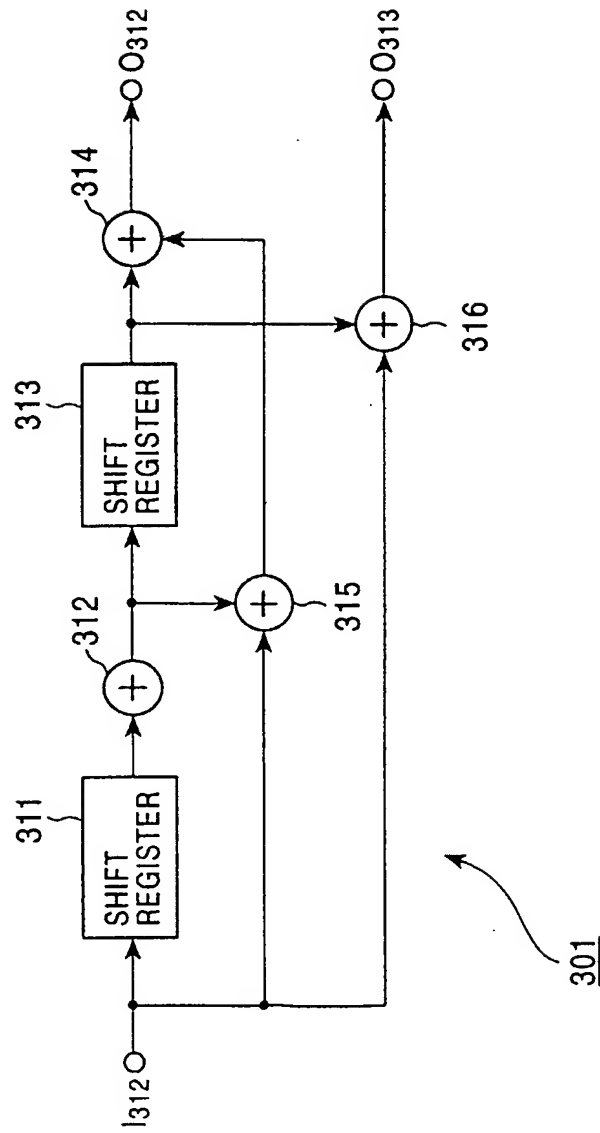 I312
311
SHIFT
REGISTER
312
313
SHIFT
REGISTER
314
O312
315
316
O313
301